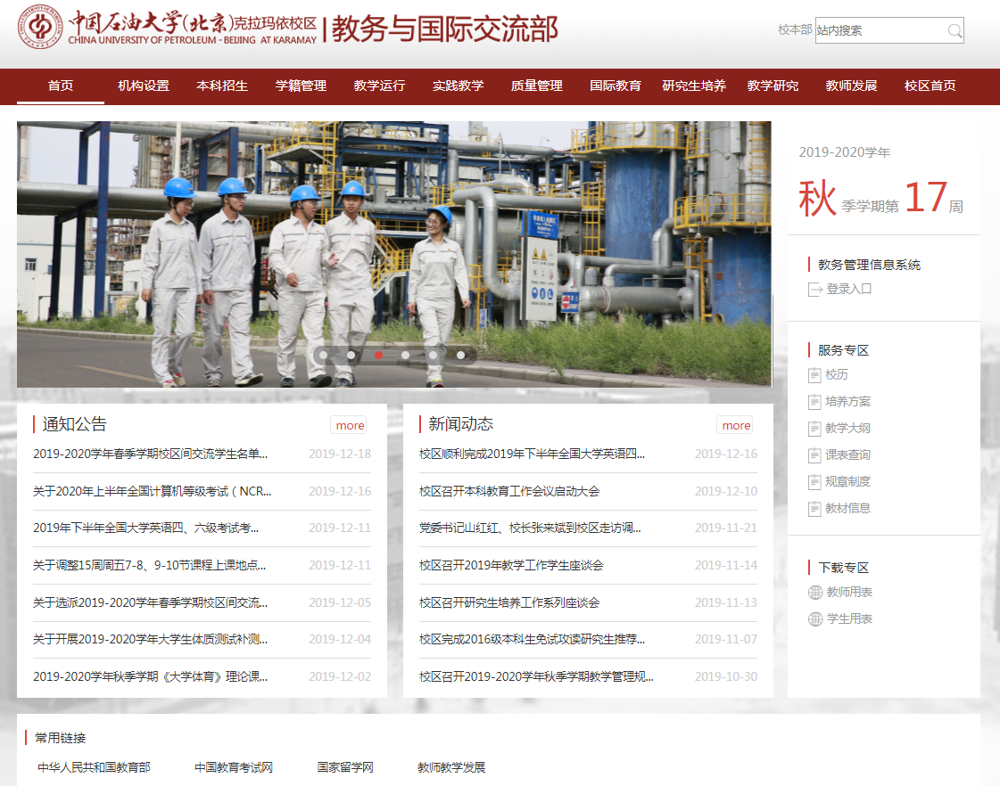 中国石油大学(北京)克拉玛依校区 | 教务与国际交流部
CHINA UNIVERSITY OF PETROLEUM - BEIJING AT KARAMAY
校本部 站内搜索
首页 机构设置 本科招生 学籍管理 教学运行 实践教学 质量管理 国际教育 研究生培养 教学研究 教师发展 校区首页
2019-2020学年
秋 季学期第 17 周
教务管理信息系统
登录入口
服务专区
校历
培养方案
教学大纲
课表查询
规章制度
教材信息
下载专区
教师用表
学生用表
通知公告 more
2019-2020学年春季学期校区间交流学生名单... 2019-12-18
关于2020年上半年全国计算机等级考试（NCR... 2019-12-16
2019年下半年全国大学英语四、六级考试考... 2019-12-11
关于调整15周周五7-8、9-10节课程上课地点... 2019-12-11
关于选派2019-2020学年春季学期校区间交流... 2019-12-05
关于开展2019-2020学年大学生体质测试补测... 2019-12-04
2019-2020学年秋季学期《大学体育》理论课... 2019-12-02
新闻动态 more
校区顺利完成2019年下半年全国大学英语四... 2019-12-16
校区召开本科教育工作会议启动大会 2019-12-10
党委书记山红红、校长张来斌到校区走访调... 2019-11-21
校区召开2019年教学工作学生座谈会 2019-11-14
校区召开研究生培养工作系列座谈会 2019-11-13
校区完成2016级本科生免试攻读研究生推荐... 2019-11-07
校区召开2019-2020学年秋季学期教学管理规... 2019-10-30
常用链接
中华人民共和国教育部 中国教育考试网 国家留学网 教师教学发展